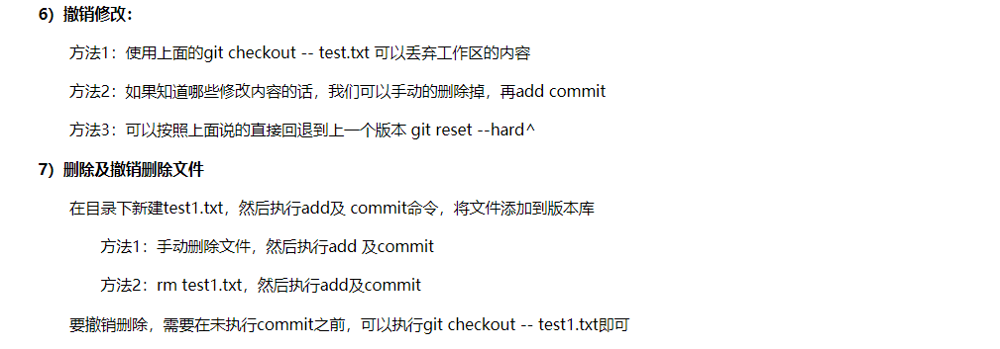 6）撤销修改：
方法1：使用上面的git checkout -- test.txt 可以丢弃工作区的内容
方法2：如果知道哪些修改内容的话，我们可以手动的删除掉，再add commit
方法3：可以按照上面说的直接回退到上一个版本 git reset --hard^
7）删除及撤销删除文件
在目录下新建test1.txt，然后执行add及 commit命令，将文件添加到版本库
方法1：手动删除文件，然后执行add 及commit
方法2：rm test1.txt，然后执行add及commit
要撤销删除，需要在未执行commit之前，可以执行git checkout -- test1.txt即可